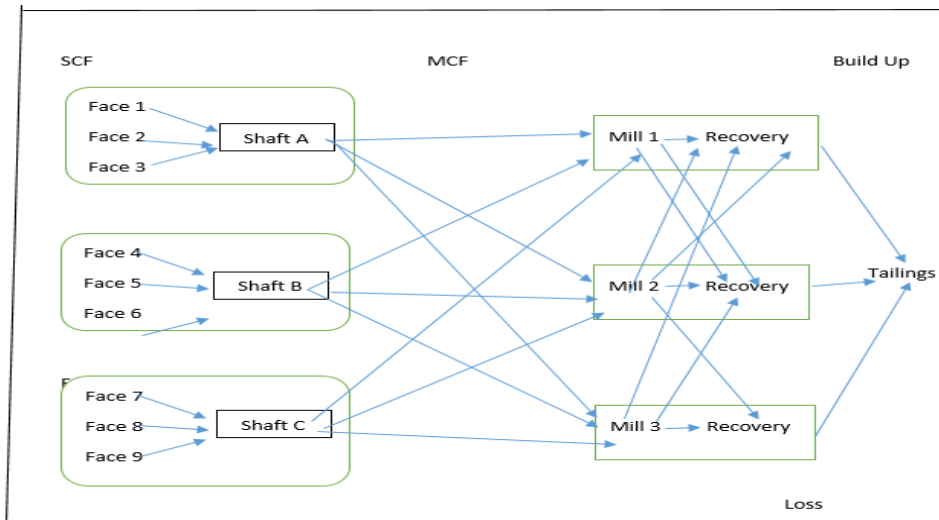 SCF MCF Build Up
Face 1
Face 2
Face 3
Shaft A
Mill 1 Recovery
Face 4
Face 5
Face 6
Shaft B
Mill 2 Recovery
Tailings
Face 7
Face 8
Face 9
Shaft C
Mill 3 Recovery
Loss